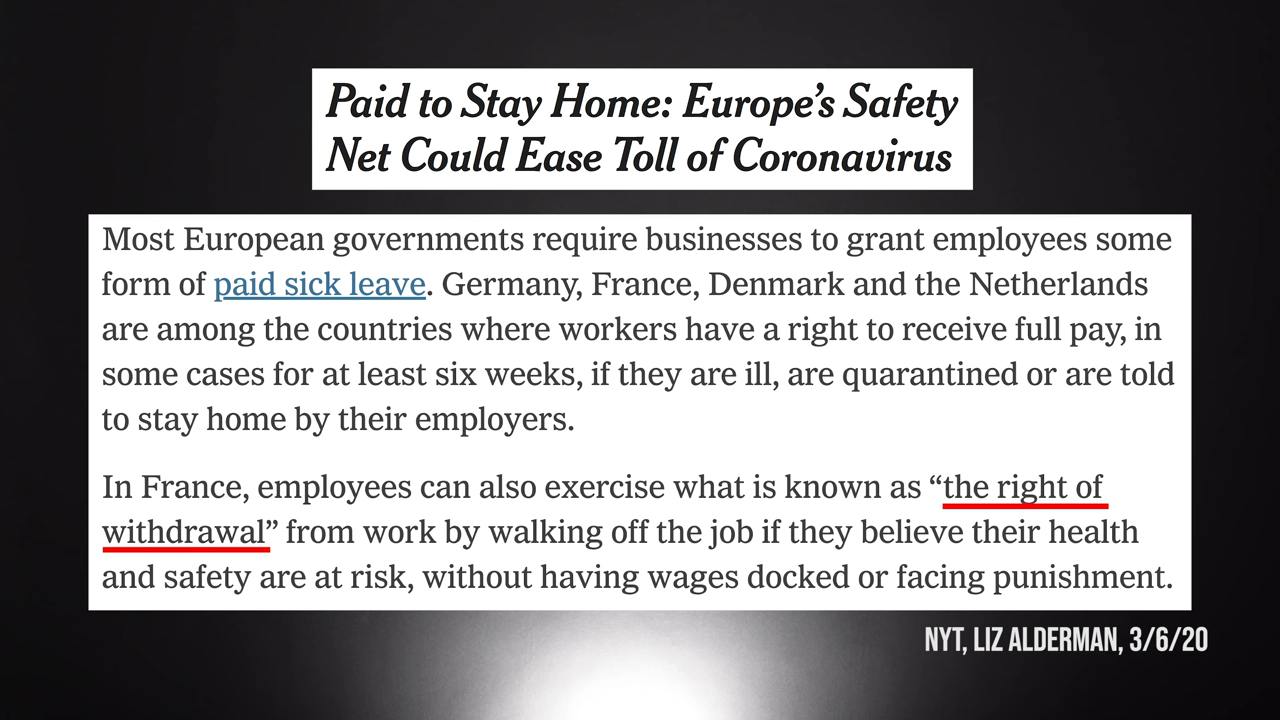 Paid to Stay Home: Europe’s Safety
Net Could Ease Toll of Coronavirus
Most European governments require businesses to grant employees some
form of paid sick leave. Germany, France, Denmark and the Netherlands
are among the countries where workers have a right to receive full pay, in
some cases for at least six weeks, if they are ill, are quarantined or are told
to stay home by their employers.
In France, employees can also exercise what is known as “the right of
withdrawal” from work by walking off the job if they believe their health
and safety are at risk, without having wages docked or facing punishment.
NYT, LIZ ALDERMAN, 3/6/20